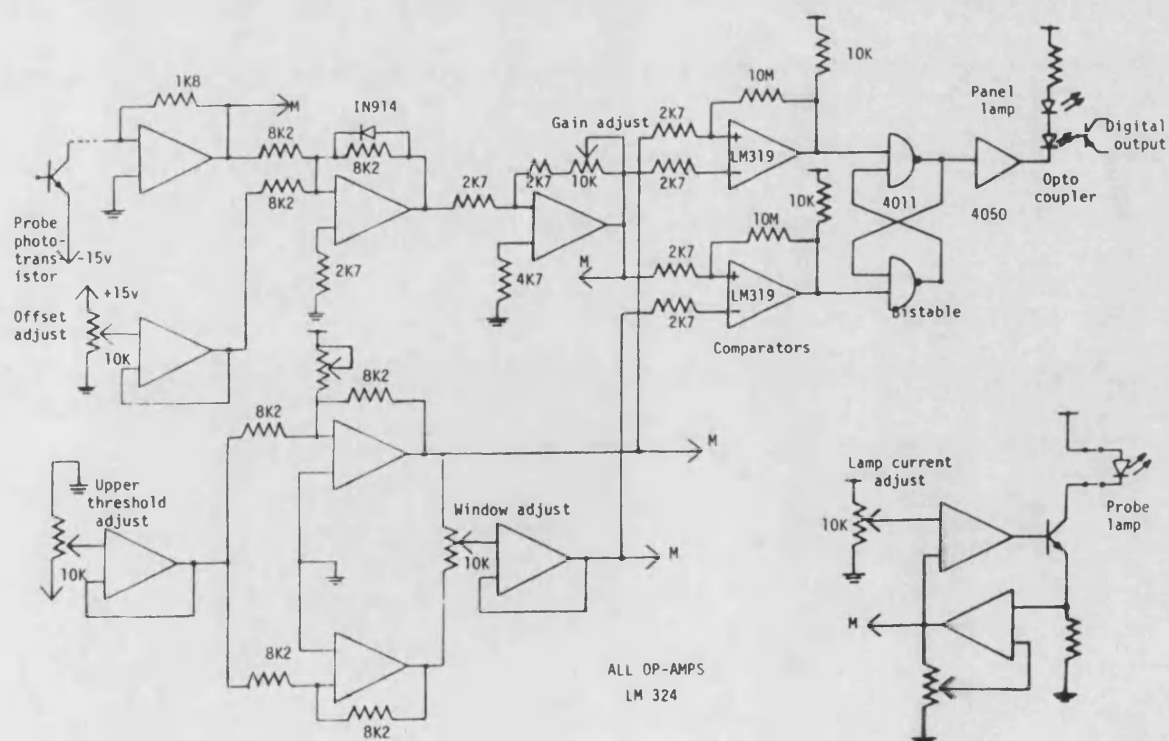 1K8
M
8K2
8K2
IN914
8K2
2K7
Probe
photo-
trans
istor
-15v
+15v
Offset
adjust
10K
2K7
Gain adjust
2K7
10K
4K7
M
2K7
2K7
10M
LM319
10K
10K
2K7
2K7
10M
LM319
Comparators
4011
Bistable
4050
Panel
lamp
Digital
output
Opto
coupler
8K2
8K2
M
Upper
threshold
adjust
10K
Window adjust
10K
M
8K2
8K2
ALL OP-AMPS
LM 324
Lamp current
adjust
10K
Probe
lamp
M